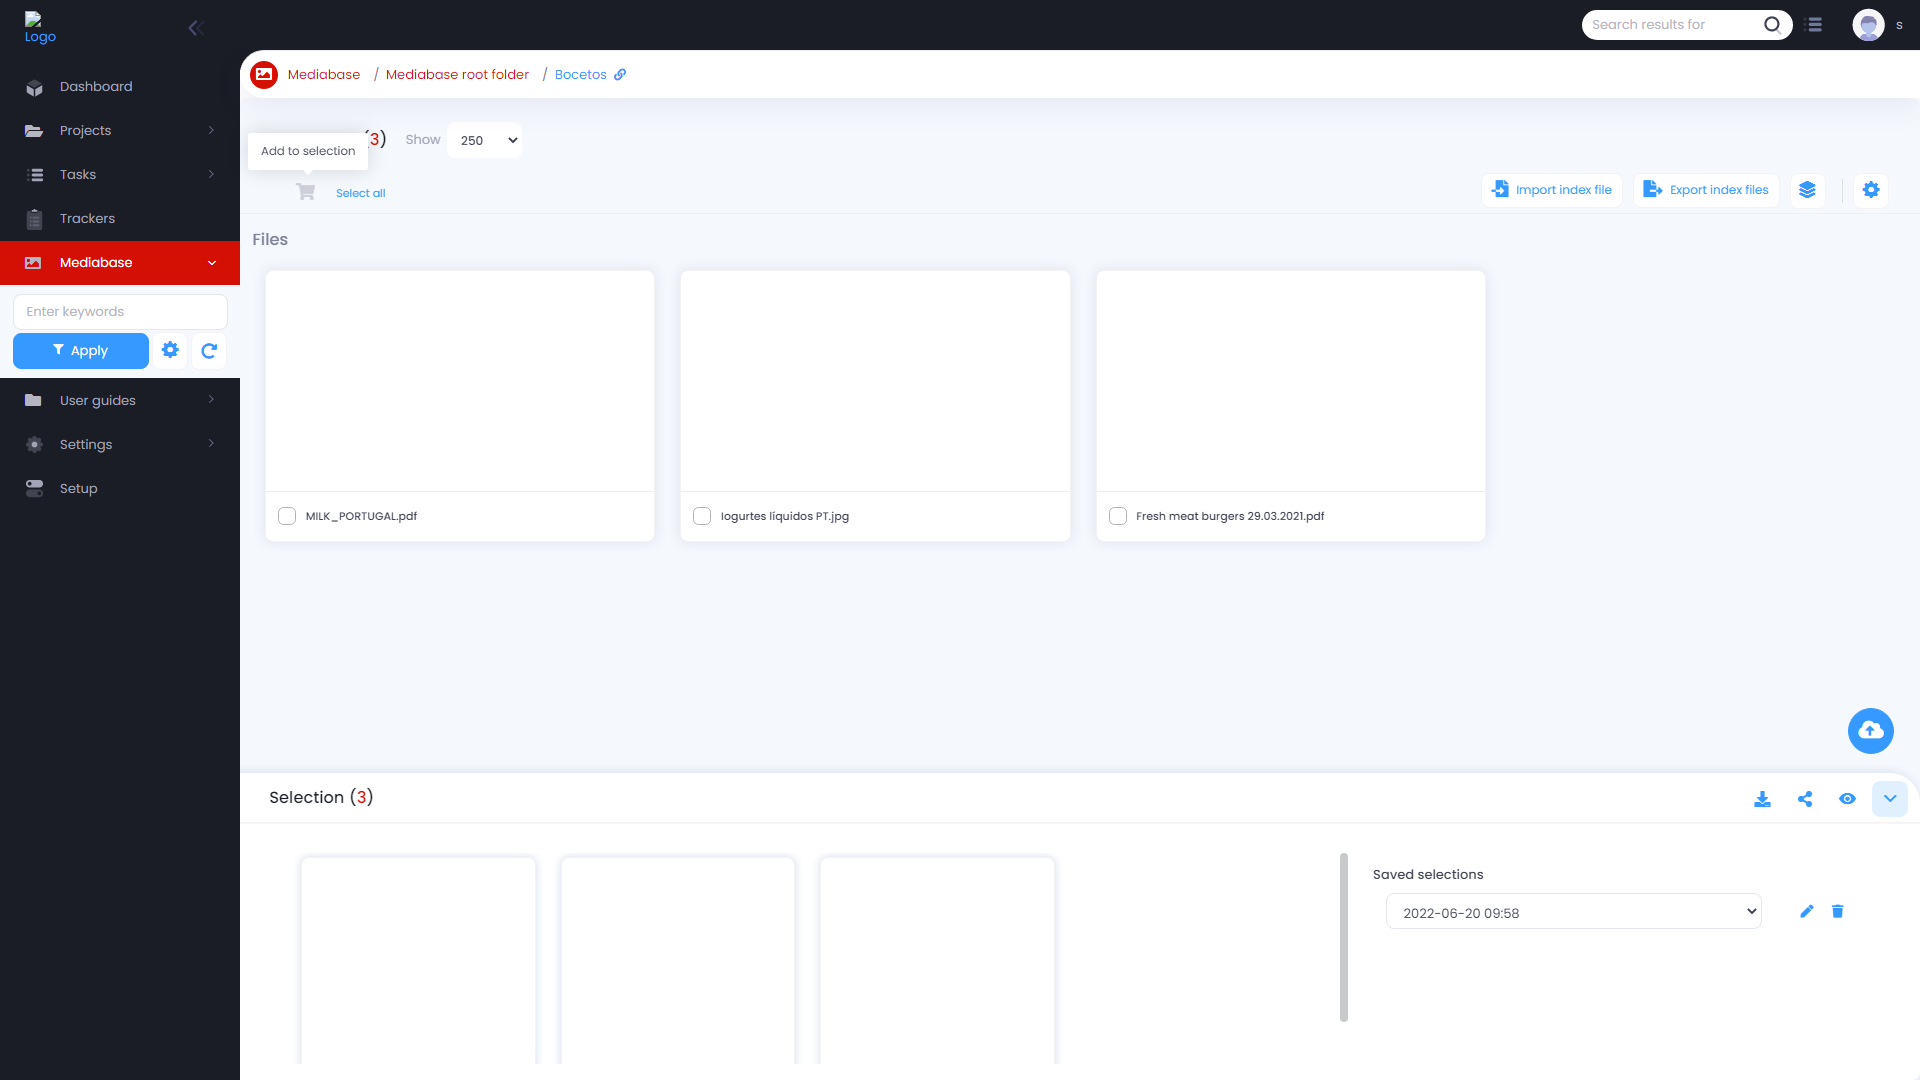 Logo
Search results for
s
Dashboard
Projects
Tasks
Trackers
Mediabase
Enter keywords
Apply
User guides
Settings
Setup
Mediabase / Mediabase root folder / Bocetos
(3)
Show
250
Add to selection
Select all
Import index file
Export index files
Files
MILK_PORTUGAL.pdf
Iogurtes líquidos PT.jpg
Fresh meat burgers 29.03.2021.pdf
Selection (3)
Saved selections
2022-06-20 09:58